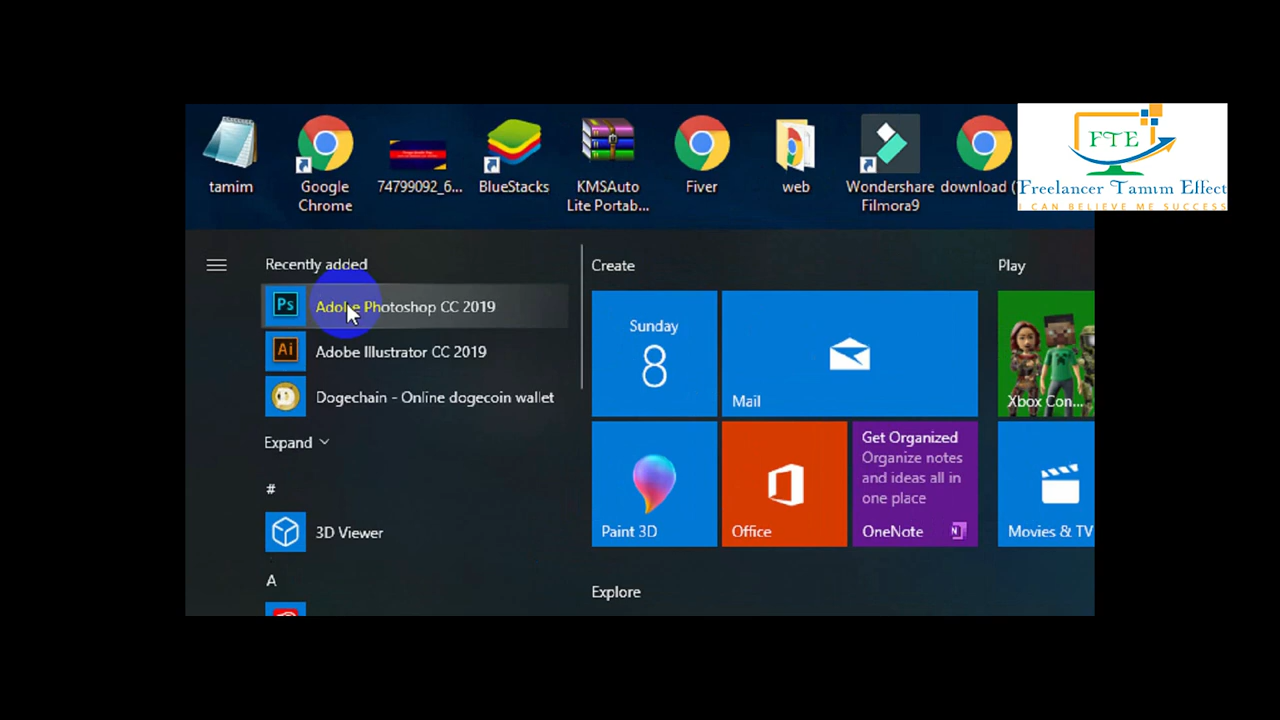 tamim
Google
Chrome
74799092_6...
BlueStacks
KMSAuto
Lite Portab...
Fiver
web
Wondershare
Filmora9
download (
FTE
Freelancer Tamim Effect
I CAN BELIEVE ME SUCCESS
Recently added
Ps
Adobe Photoshop CC 2019
Ai
Adobe Illustrator CC 2019
Dogechain - Online dogecoin wallet
Expand
#
3D Viewer
A
Create
Sunday
8
Mail
Paint 3D
Office
Get Organized
Organize notes
and ideas all in
one place
OneNote
N
Explore
Play
Xbox Con...
Movies & TV